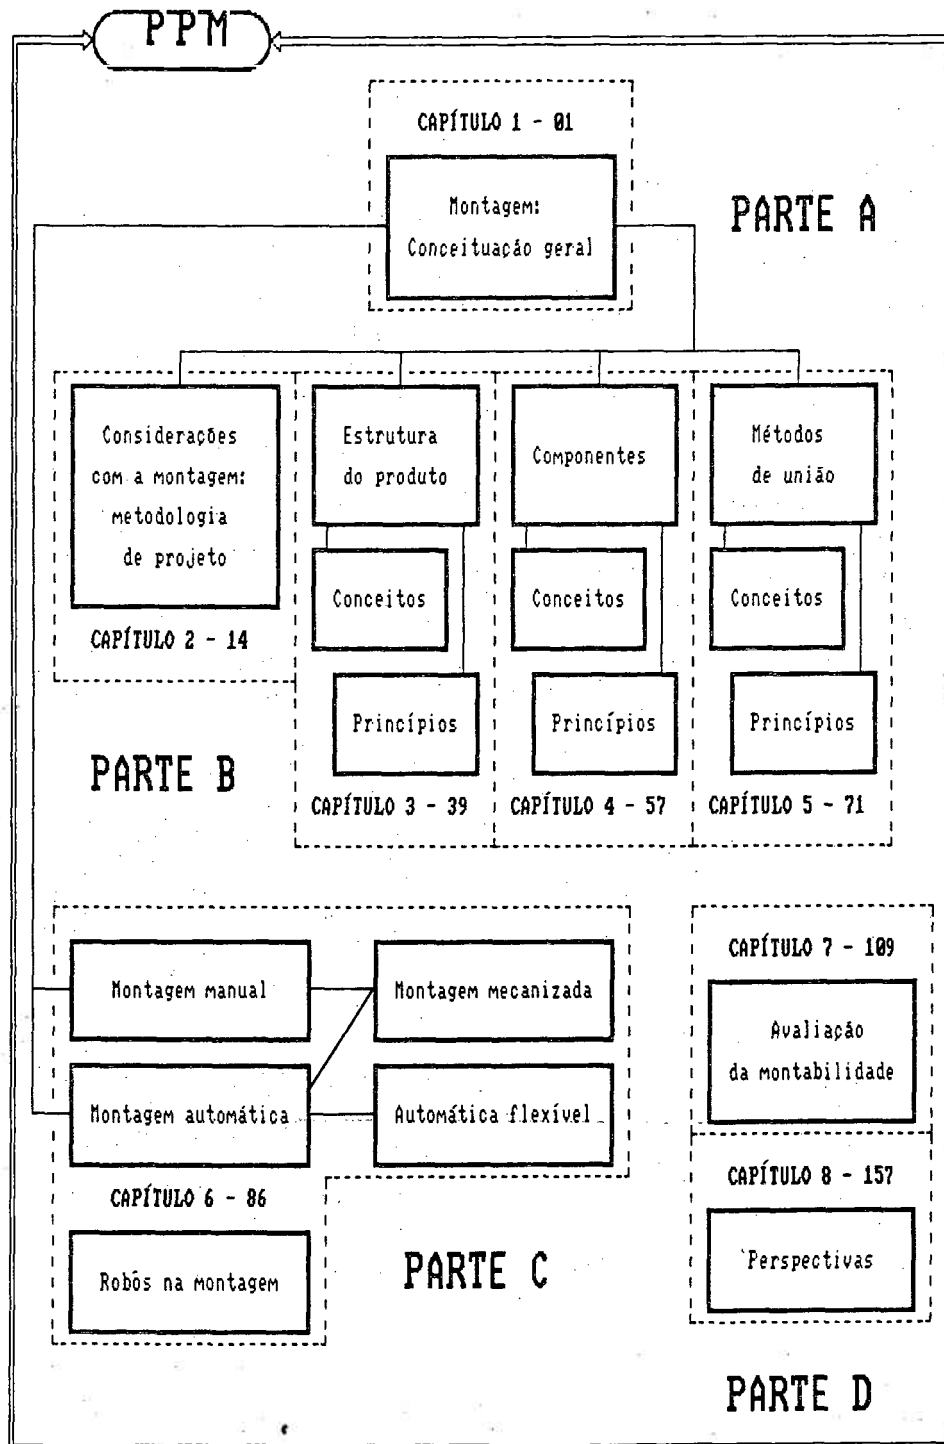 PPM
CAPÍTULO 1 - 01
Montagem:
Conceituação geral
PARTE A
Considerações
com a montagem:
metodologia
de projeto
CAPÍTULO 2 - 14
Estrutura
do produto
Conceitos
Princípios
CAPÍTULO 3 - 39
Componentes
Conceitos
Princípios
CAPÍTULO 4 - 57
Métodos
de união
Conceitos
Princípios
CAPÍTULO 5 - 71
PARTE B
Montagem manual
Montagem mecanizada
Montagem automática
Automática flexível
CAPÍTULO 6 - 86
Robôs na montagem
PARTE C
CAPÍTULO 7 - 109
Avaliação
da montabilidade
CAPÍTULO 8 - 157
Perspectivas
PARTE D